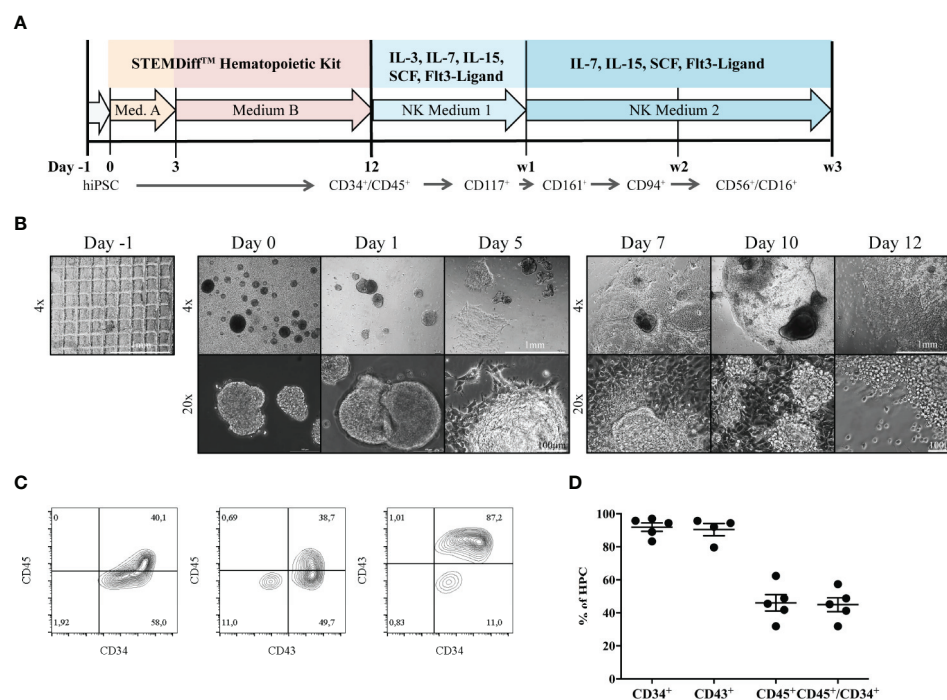 A
STEMDiff™ Hematopoietic Kit
IL-3, IL-7, IL-15,
SCF, Flt3-Ligand
IL-7, IL-15, SCF, Flt3-Ligand
Med. A
Medium B
NK Medium 1
NK Medium 2
Day -1 0 3 12 w1 w2 w3
hiPSC CD34⁺/CD45⁺ CD117⁺ CD161⁺ CD94⁺ CD56⁺/CD16⁺
B
Day -1 Day 0 Day 1 Day 5 Day 7 Day 10 Day 12
4x 4x 4x
1mm 1mm 1mm
20x 20x
100µm 100
C
0 40,1
CD45
1,92 58,0
CD34
0,69 38,7
CD45
11,0 49,7
CD43
1,01 87,2
CD43
0,83 11,0
CD34
D
% of HPC
100
80
60
40
20
0
CD34⁺ CD43⁺ CD45⁺ CD45⁺/CD34⁺